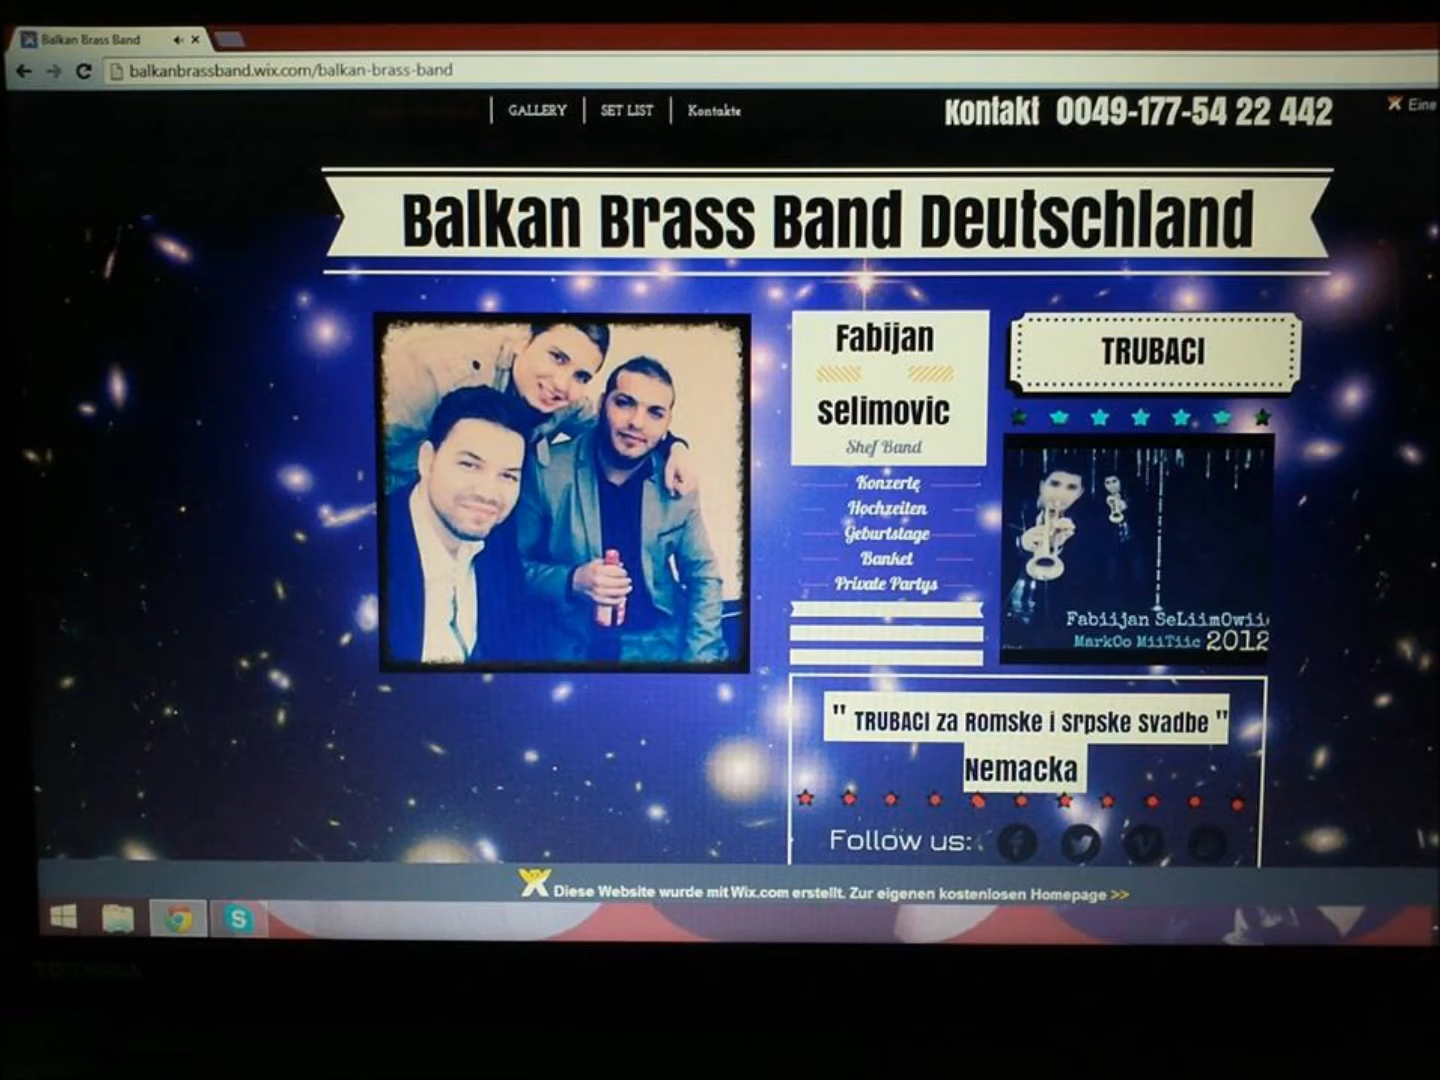 Balkan Brass Band
balkanbrassband.wix.com/balkan-brass-band
GALLERY
SET LIST
Kontakte
Kontakt 0049-177-54 22 442
Eine
Balkan Brass Band Deutschland
Fabijan
selimovic
Shef Band
Konzerte
Hochzeiten
Geburtstage
Banket
Private Partys
TRUBACI
Fabiijan SeLiimOwii
MarkOo MiiTiic 2012
" TRUBACI za Romske i srpske svadbe "
Nemacka
Follow us:
Diese Website wurde mit Wix.com erstellt. Zur eigenen kostenlosen Homepage >>
TOSHIBA